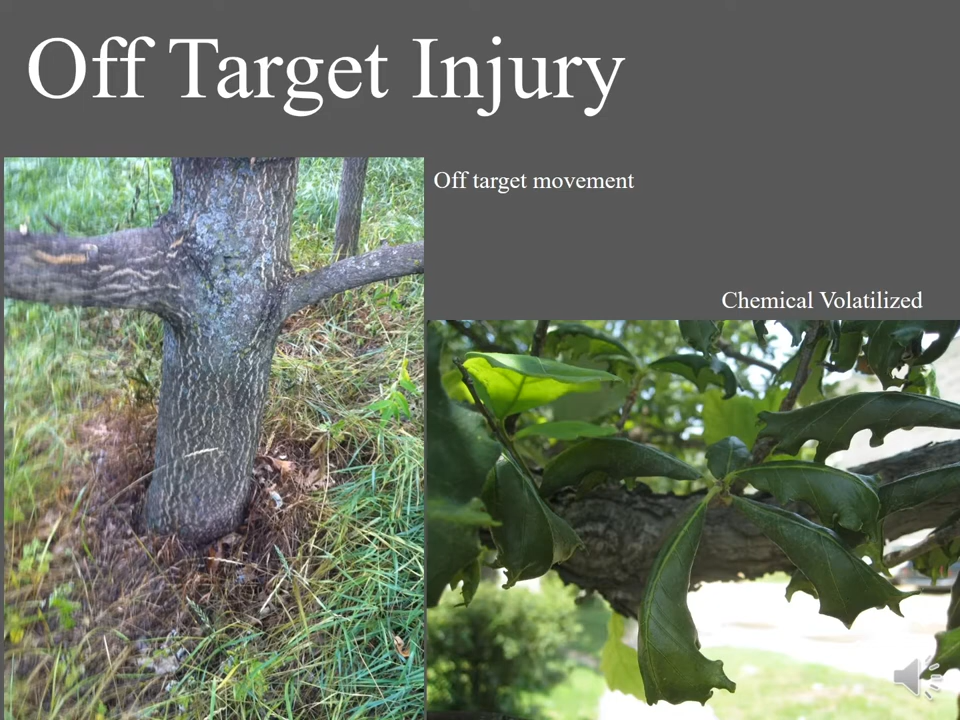 Off Target Injury
Off target movement
Chemical Volatilized